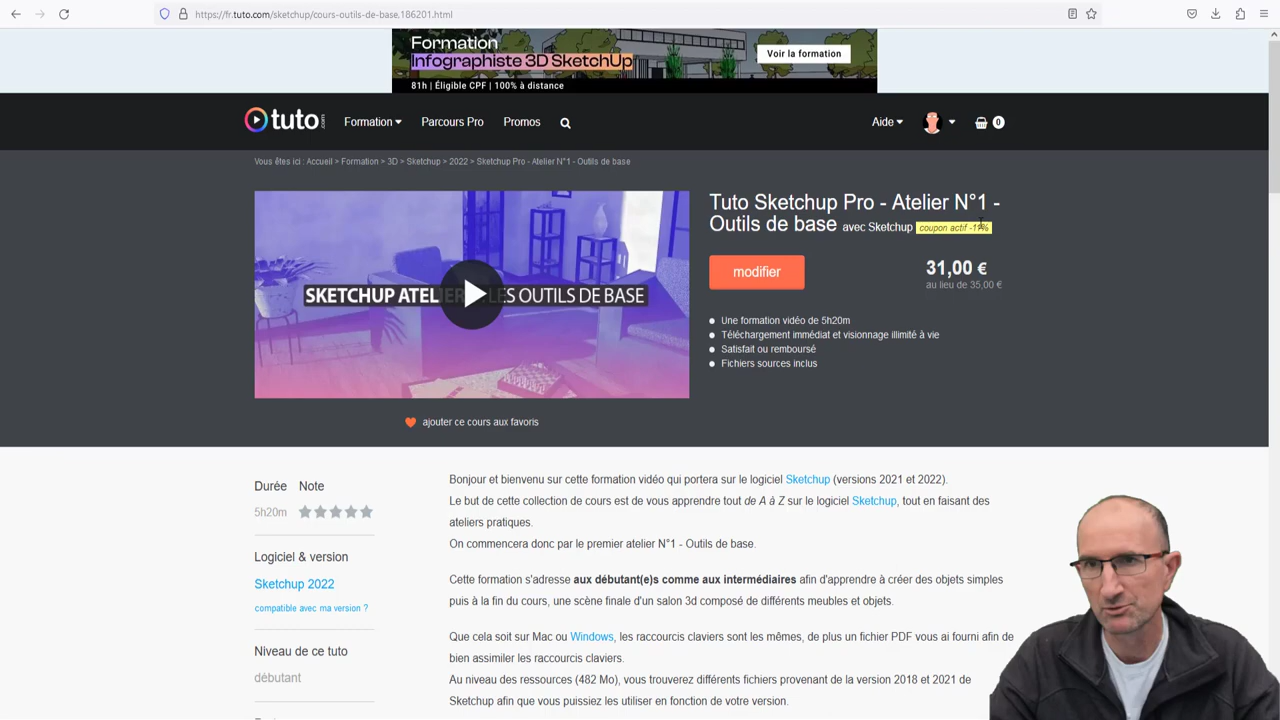 https://fr.tuto.com/sketchup/cours-outils-de-base,186201.html
Formation
Infographiste 3D SketchUp
81h | Éligible CPF | 100% à distance
Voir la formation
tuto.com
Formation
Parcours Pro
Promos
Aide
0
Vous êtes ici : Accueil > Formation > 3D > Sketchup > 2022 > Sketchup Pro - Atelier N°1 - Outils de base
SKETCHUP ATELIER LES OUTILS DE BASE
Tuto Sketchup Pro - Atelier N°1 -
Outils de base avec Sketchup coupon actif -11%
modifier
31,00 €
au lieu de 35,00 €
Une formation vidéo de 5h20m
Téléchargement immédiat et visionnage illimité à vie
Satisfait ou remboursé
Fichiers sources inclus
ajouter ce cours aux favoris
Durée Note
5h20m
Logiciel & version
Sketchup 2022
compatible avec ma version ?
Niveau de ce tuto
débutant
Bonjour et bienvenu sur cette formation vidéo qui portera sur le logiciel Sketchup (versions 2021 et 2022).
Le but de cette collection de cours est de vous apprendre tout de A à Z sur le logiciel Sketchup, tout en faisant des
ateliers pratiques.
On commencera donc par le premier atelier N°1 - Outils de base.
Cette formation s'adresse aux débutant(e)s comme aux intermédiaires afin d'apprendre à créer des objets simples
puis à la fin du cours, une scène finale d'un salon 3d composé de différents meubles et objets.
Que cela soit sur Mac ou Windows, les raccourcis claviers sont les mêmes, de plus un fichier PDF vous ai fourni afin de
bien assimiler les raccourcis claviers.
Au niveau des ressources (482 Mo), vous trouverez différents fichiers provenant de la version 2018 et 2021 de
Sketchup afin que vous puissiez les utiliser en fonction de votre version.